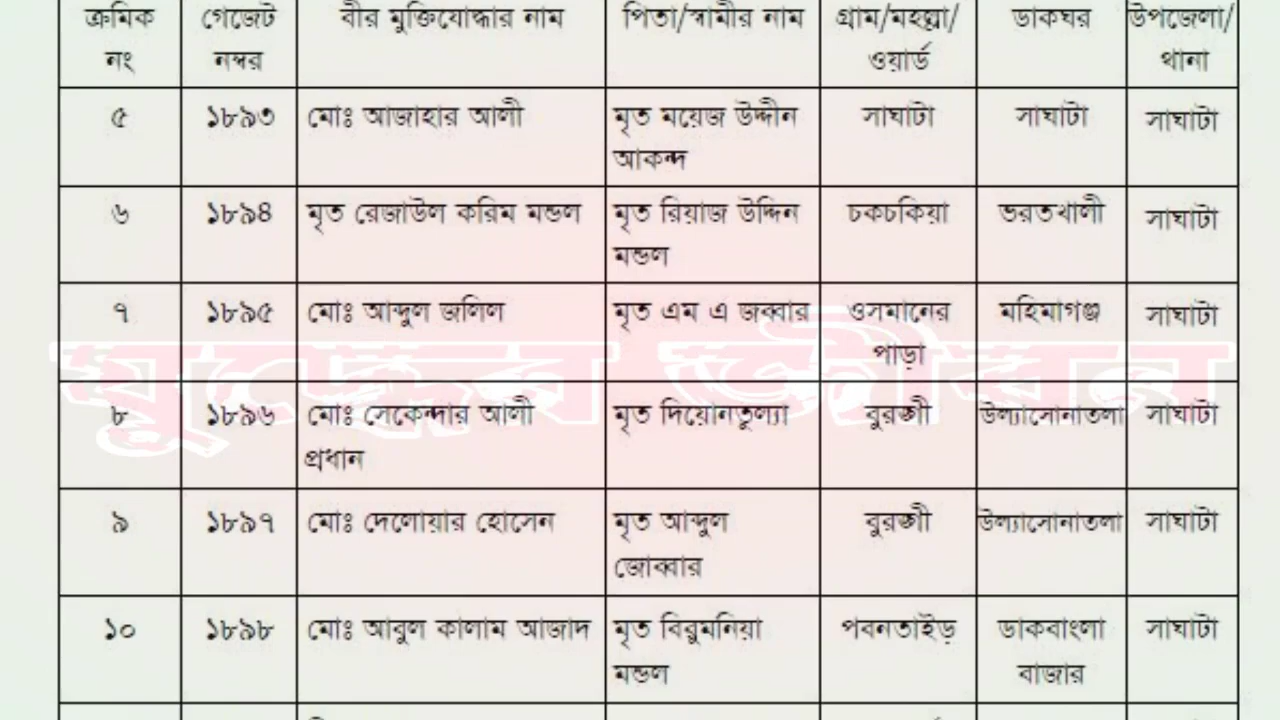 ক্রমিক নং | গেজেট নম্বর | বীর মুক্তিযোদ্ধার নাম | পিতা/স্বামীর নাম | গ্রাম/মহল্লা/ ওয়ার্ড | ডাকঘর | উপজেলা/ থানা
৫ | ১৮৯৩ | মোঃ আজাহার আলী | মৃত ময়েজ উদ্দীন আকন্দ | সাঘাটা | সাঘাটা | সাঘাটা
৬ | ১৮৯৪ | মৃত রেজাউল করিম মন্ডল | মৃত রিয়াজ উদ্দিন মন্ডল | চকচকিয়া | ভরতখালী | সাঘাটা
৭ | ১৮৯৫ | মোঃ আব্দুল জলিল | মৃত এম এ জব্বার | ওসমানের পাড়া | মহিমাগঞ্জ | সাঘাটা
৮ | ১৮৯৬ | মোঃ সেকেন্দার আলী প্রধান | মৃত দিয়োনতুল্যা | বুরুঙ্গী | উল্যাসোনাতলা | সাঘাটা
৯ | ১৮৯৭ | মোঃ দেলোয়ার হোসেন | মৃত আব্দুল জোব্বার | বুরুঙ্গী | উল্যাসোনাতলা | সাঘাটা
১০ | ১৮৯৮ | মোঃ আবুল কালাম আজাদ | মৃত বিরুমনিয়া মন্ডল | পবনতাইড় | ডাকবাংলা বাজার | সাঘাটা
যুদ্ধের জীবন